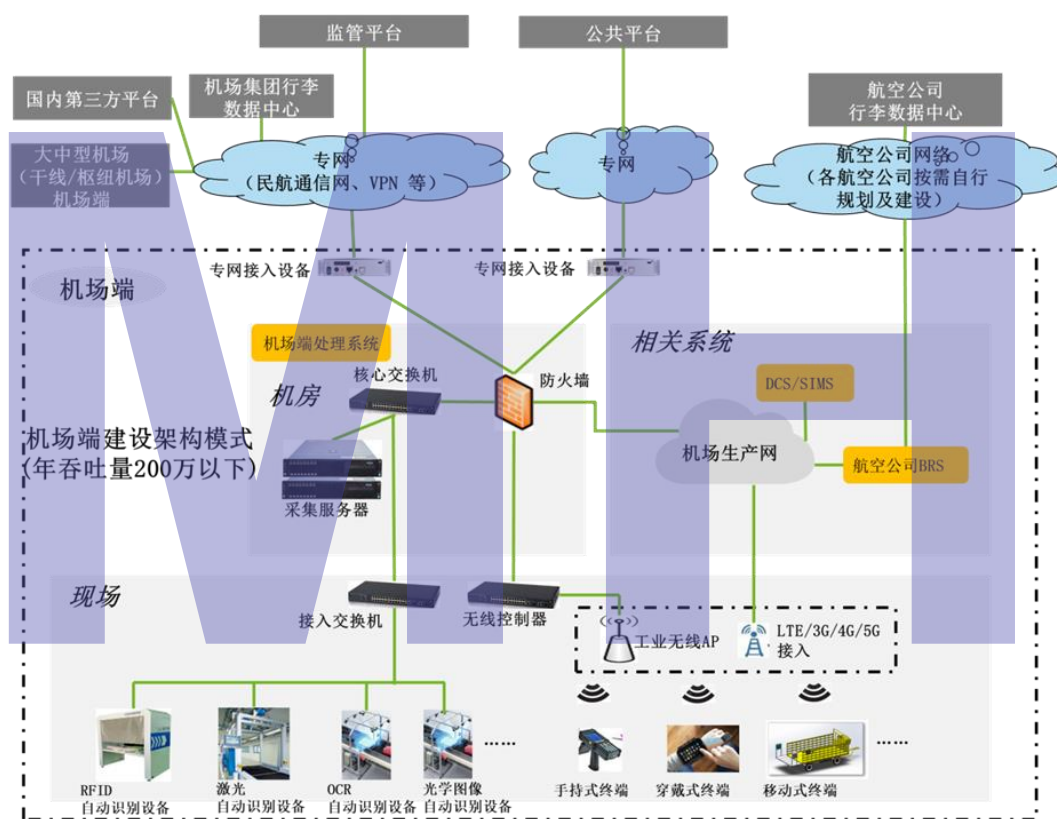 监管平台
公共平台
国内第三方平台
机场集团行李
数据中心
航空公司
行李数据中心
大中型机场
（干线/枢纽机场）
机场端
专网
（民航通信网、VPN 等）
专网
航空公司网络
（各航空公司按需自行
规划及建设）
专网接入设备
专网接入设备
机场端
机场端处理系统
相关系统
核心交换机
防火墙
DCS/SIMS
机房
机场端建设架构模式
(年吞吐量200万以下)
机场生产网
航空公司BRS
采集服务器
现场
接入交换机
无线控制器
工业无线AP
LTE/3G/4G/5G
接入
RFID
自动识别设备
激光
自动识别设备
OCR
自动识别设备
光学图像
自动识别设备
……
手持式终端
穿戴式终端
移动式终端
……
MH